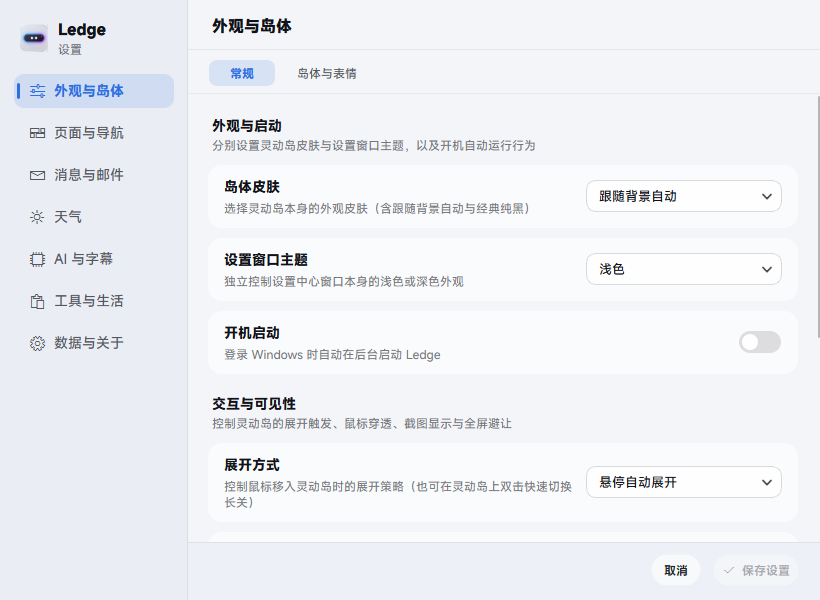 Ledge
设置
外观与岛体
页面与导航
消息与邮件
天气
AI 与字幕
工具与生活
数据与关于
外观与岛体
常规
岛体与表情
外观与启动
分别设置灵动岛皮肤与设置窗口主题，以及开机自动运行行为
岛体皮肤
选择灵动岛本身的外观皮肤（含跟随背景自动与经典纯黑）
跟随背景自动
设置窗口主题
独立控制设置中心窗口本身的浅色或深色外观
浅色
开机启动
登录 Windows 时自动在后台启动 Ledge
交互与可见性
控制灵动岛的展开触发、鼠标穿透、截图显示与全屏避让
展开方式
控制鼠标移入灵动岛时的展开策略（也可在灵动岛上双击快速切换
长关）
悬停自动展开
取消
保存设置